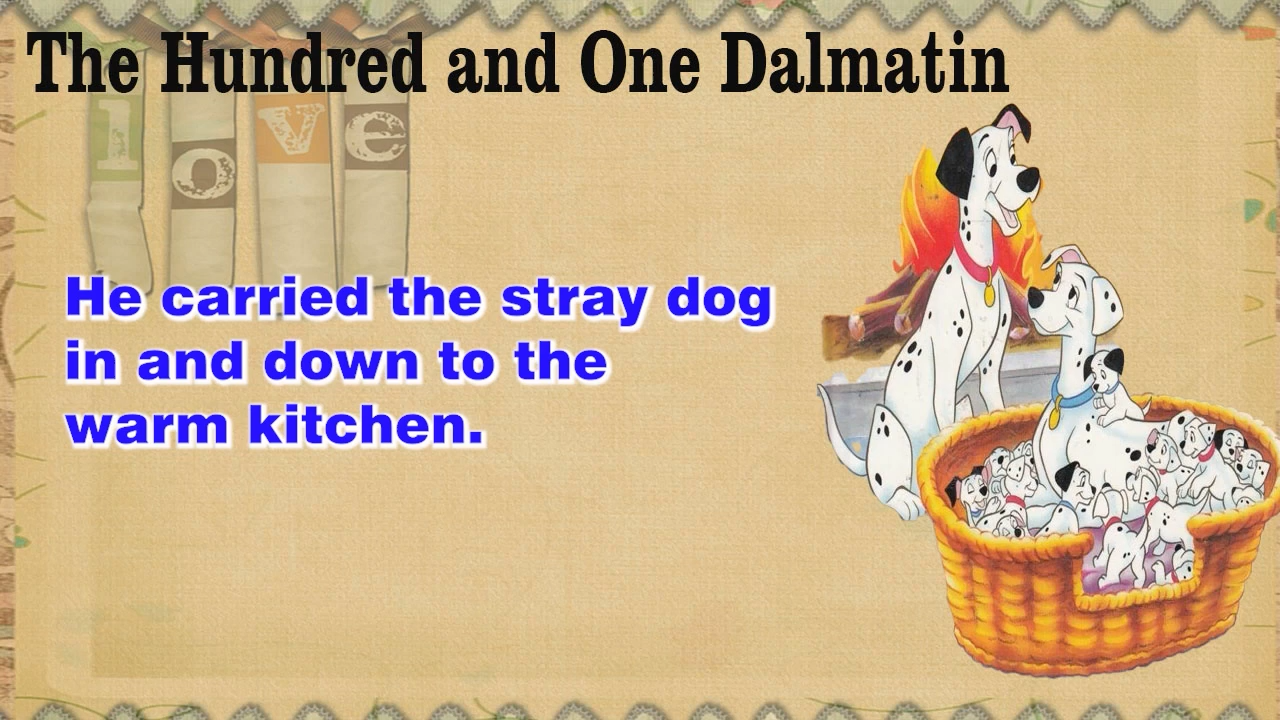 The Hundred and One Dalmatin
love
He carried the stray dog
in and down to the
warm kitchen.